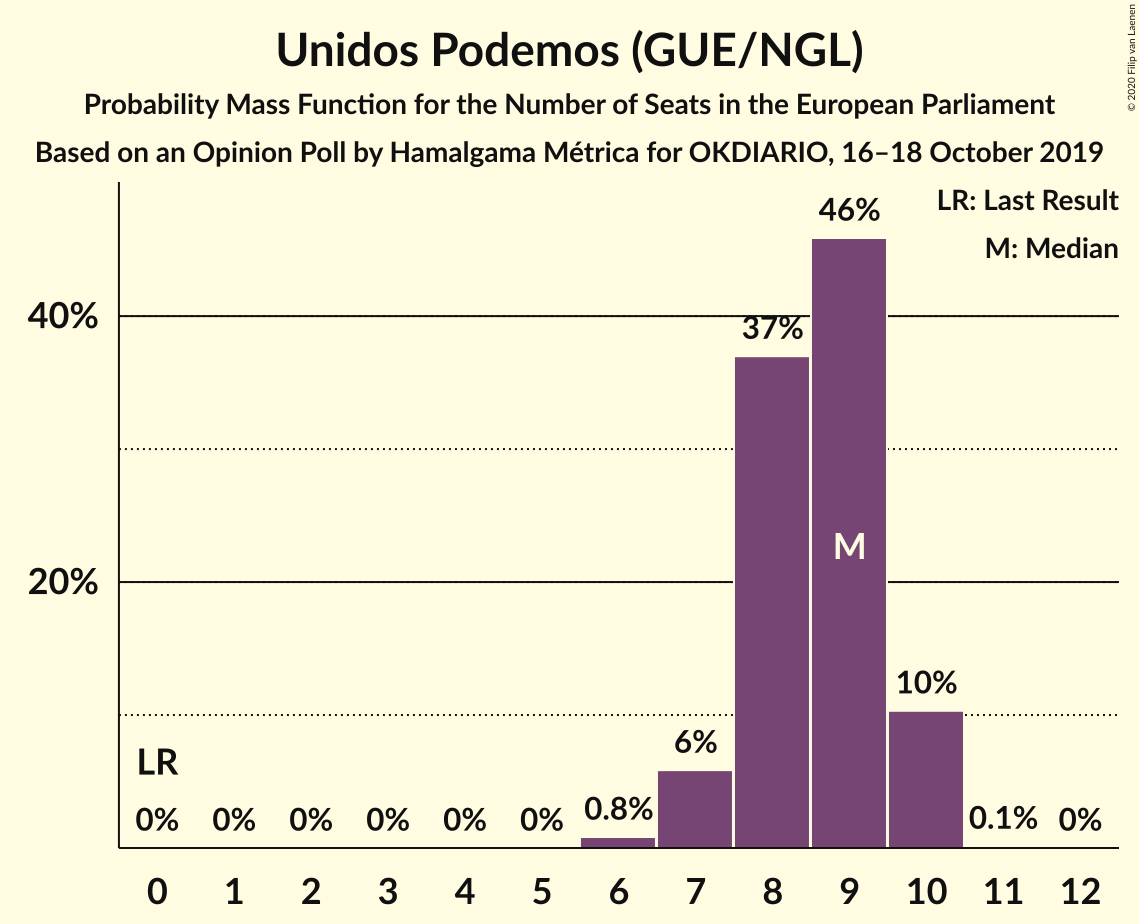 Unidos Podemos (GUE/NGL)
Probability Mass Function for the Number of Seats in the European Parliament
Based on an Opinion Poll by Hamalgama Métrica for OKDIARIO, 16–18 October 2019
© 2020 Filip van Laenen
LR: Last Result
M: Median
46%
40%
37%
M
20%
10%
6%
LR
0% 0% 0% 0% 0% 0% 0.8% 0.1% 0%
0 1 2 3 4 5 6 7 8 9 10 11 12